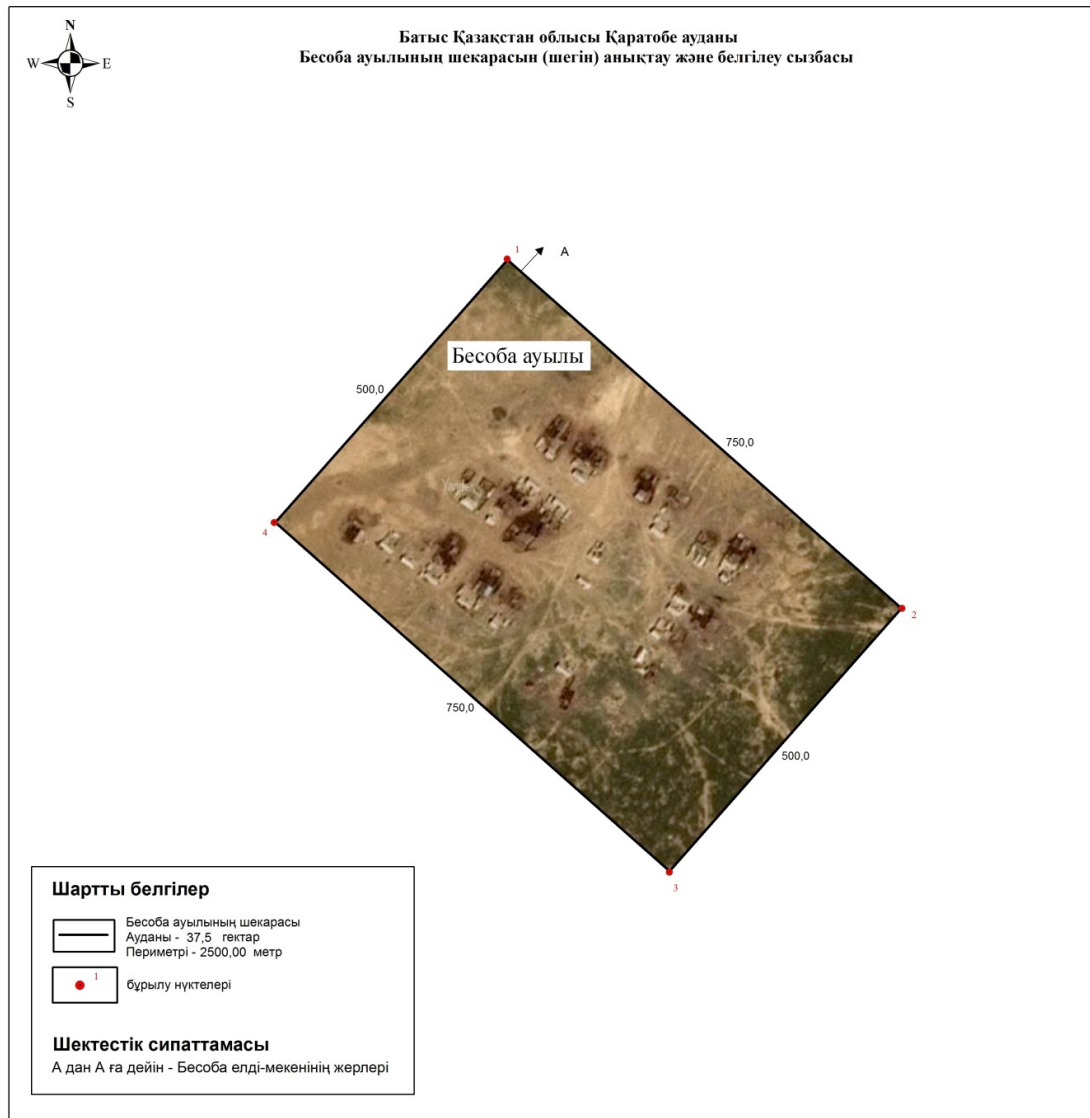 N
Батыс Қазақстан облысы Қаратобе ауданы
Бесоба ауылының шекарасын (шегін) анықтау және белгілеу сызбасы
W E
S
1
A
Бесоба ауылы
500,0
750,0
4
2
750,0
500,0
3
Шартты белгілер
Бесоба ауылының шекарасы
Ауданы - 37,5 гектар
Периметрі - 2500,00 метр
1
бұрылу нүктелері
Шектестік сипаттамасы
А дан А ға дейін - Бесоба елді-мекенінің жерлері